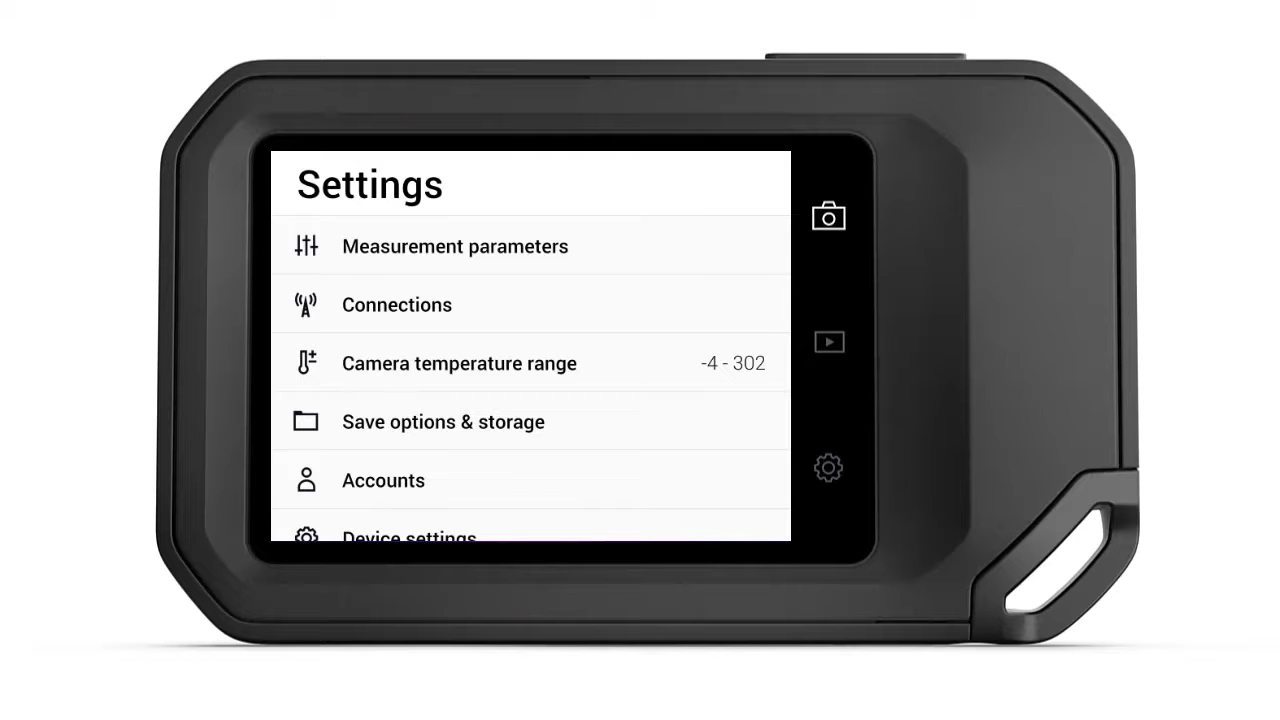 Settings
Measurement parameters
Connections
Camera temperature range -4 - 302
Save options & storage
Accounts
Device settings